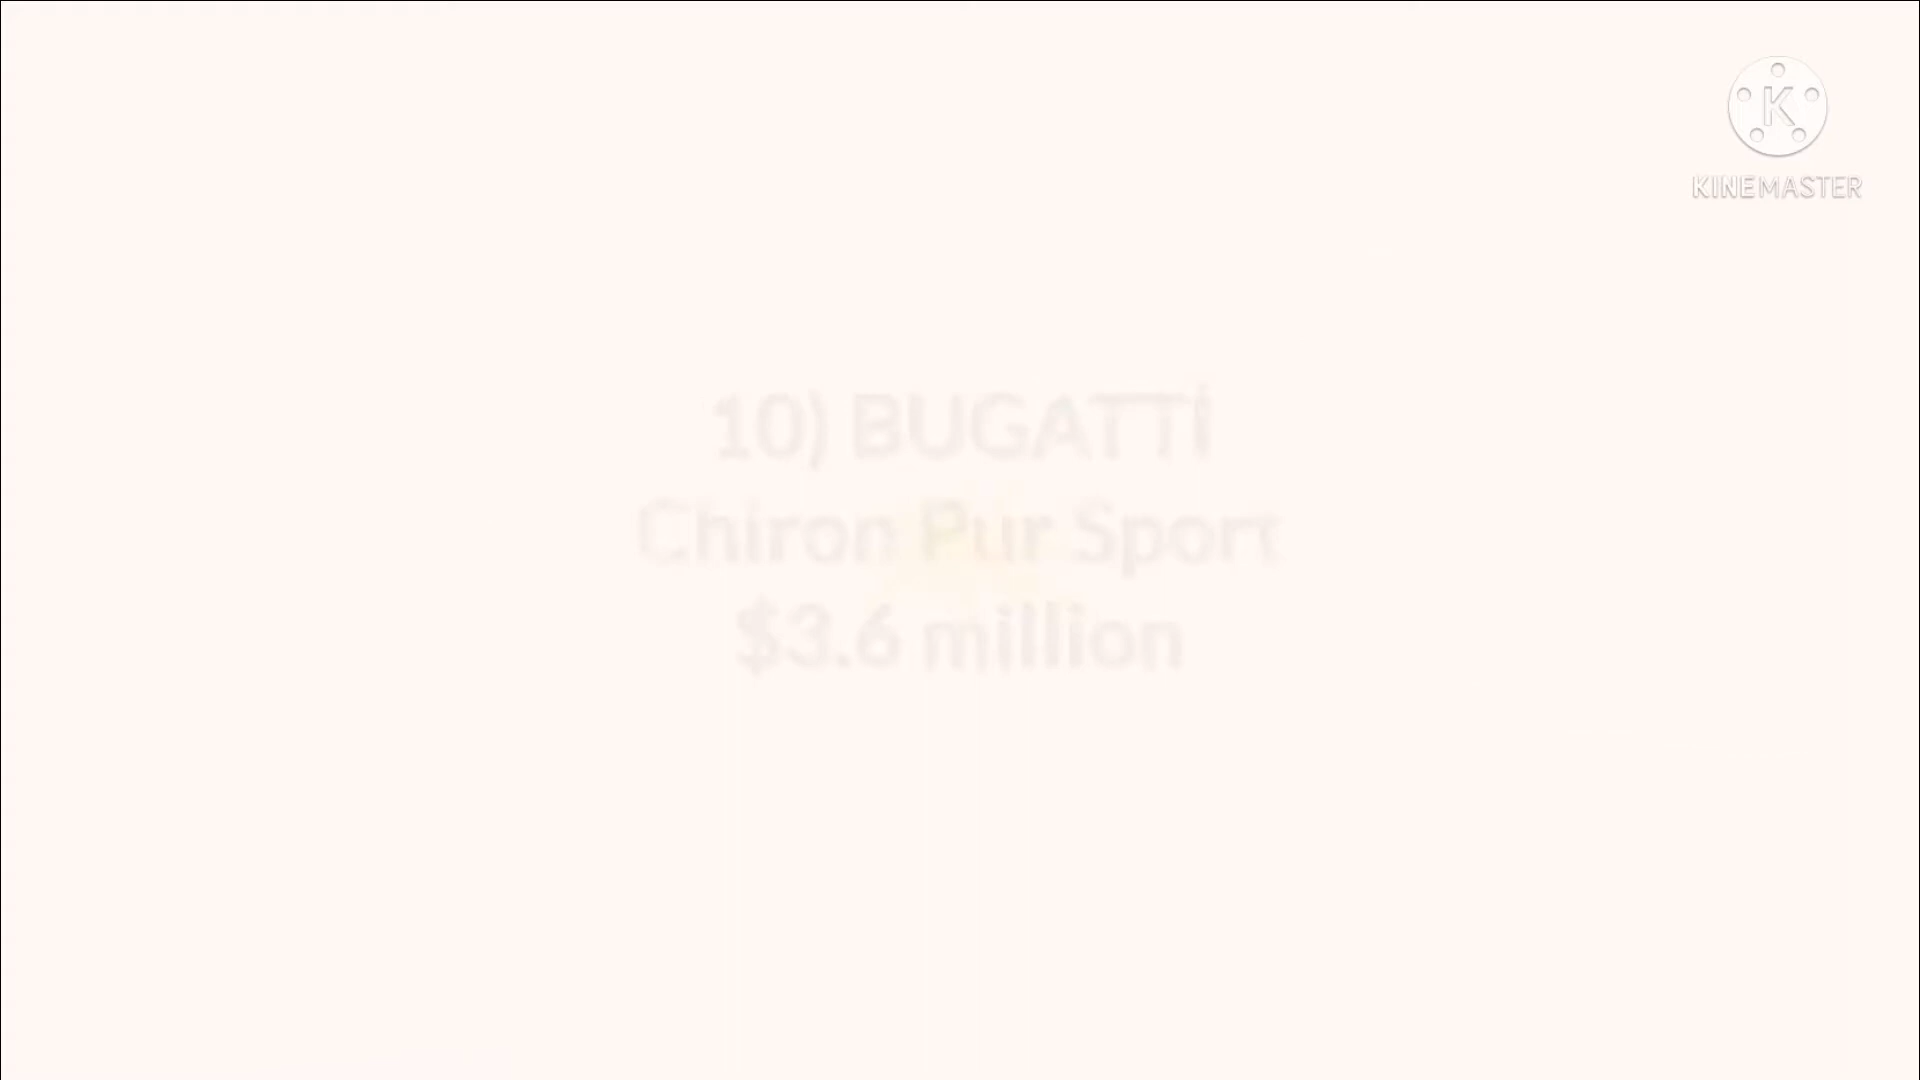 K
KINEMASTER
10) BUGATTİ
Chiron Pur Sport
$3.6 million